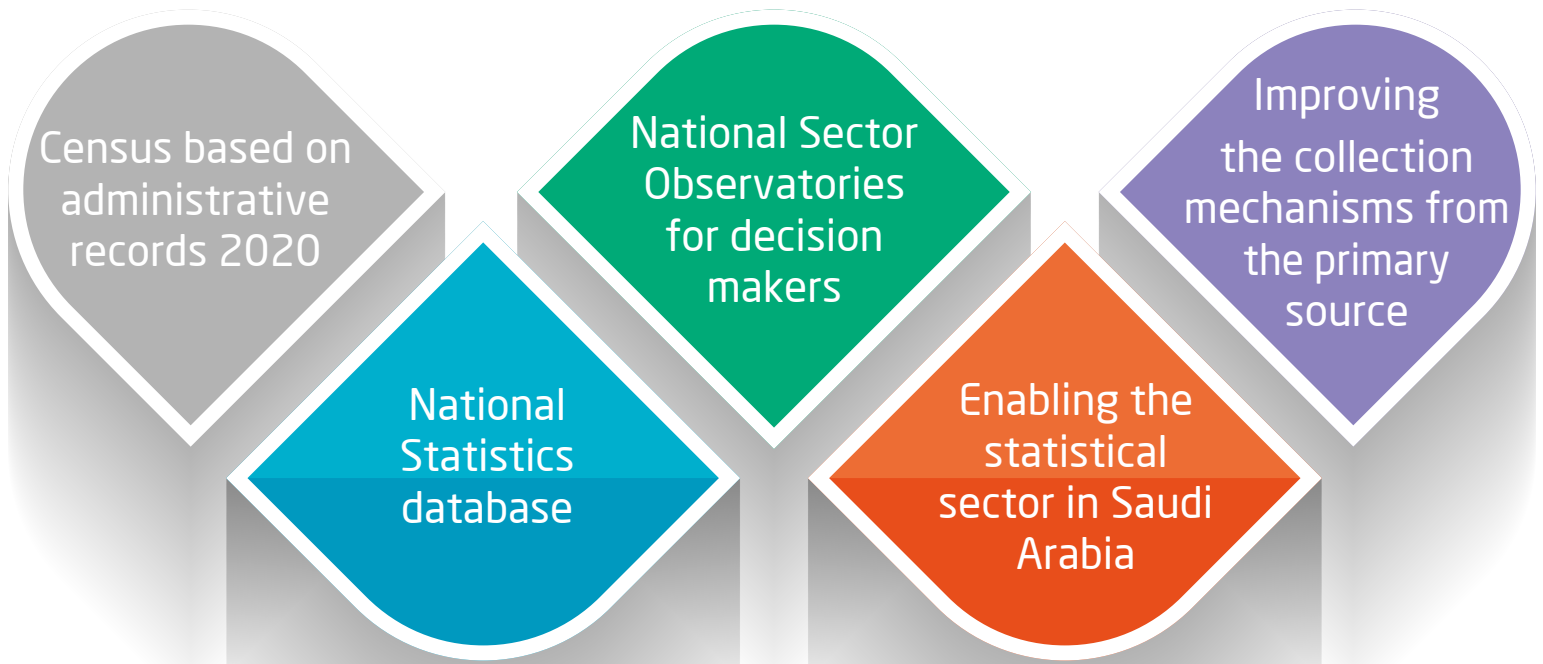 Census based on
administrative
records 2020
National
Statistics
database
National Sector
Observatories
for decision
makers
Enabling the
statistical
sector in Saudi
Arabia
Improving
the collection
mechanisms from
the primary
source